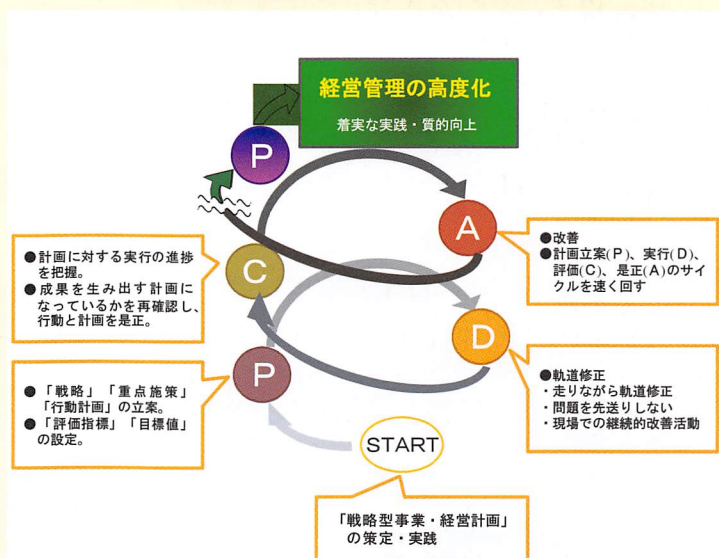 経営管理の高度化
着実な実践・質的向上
P
A
●改善
●計画立案(P)、実行(D)、
評価(C)、是正(A)のサイ
クルを速く回す
●計画に対する実行の進捗
を把握。
●成果を生み出す計画に
なっているかを再確認し、
行動と計画を是正。
C
D
●軌道修正
・走りながら軌道修正
・問題を先送りしない
・現場での継続的改善活動
P
●「戦略」「重点施策」
「行動計画」の立案。
●「評価指標」「目標値」
の設定。
START
「戦略型事業・経営計画」
の策定・実践